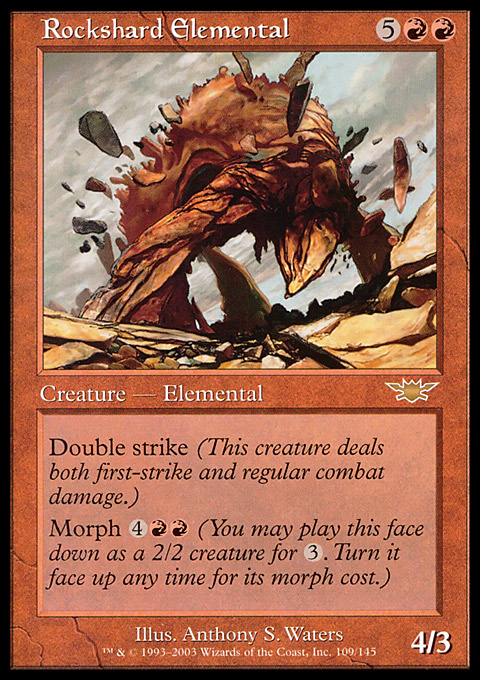 Rockshard Elemental 5
Creature — Elemental
Double strike (This creature deals
both first-strike and regular combat
damage.)
Morph 4 (You may play this face
down as a 2/2 creature for 3. Turn it
face up any time for its morph cost.)
Illus. Anthony S. Waters
™ & © 1993–2003 Wizards of the Coast, Inc. 109/145
4/3